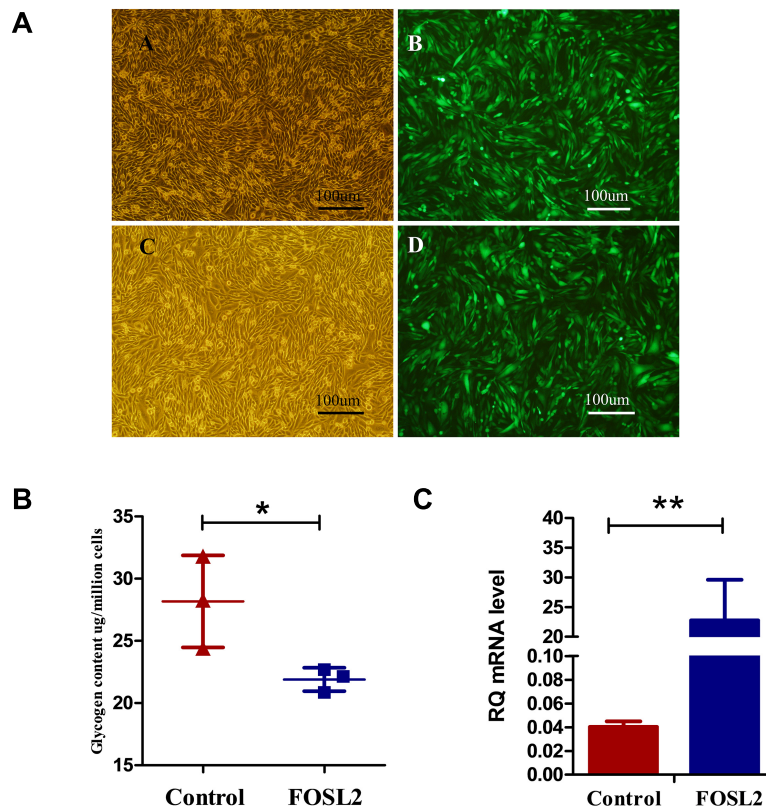 A
A
B
100um
100um
C
D
100um
100um
B
Glycogen content ug/million cells
35
30
25
20
15
*
Control
FOSL2
C
RQ mRNA level
40
35
30
25
20
0.10
0.08
0.06
0.04
0.02
0.00
**
Control
FOSL2